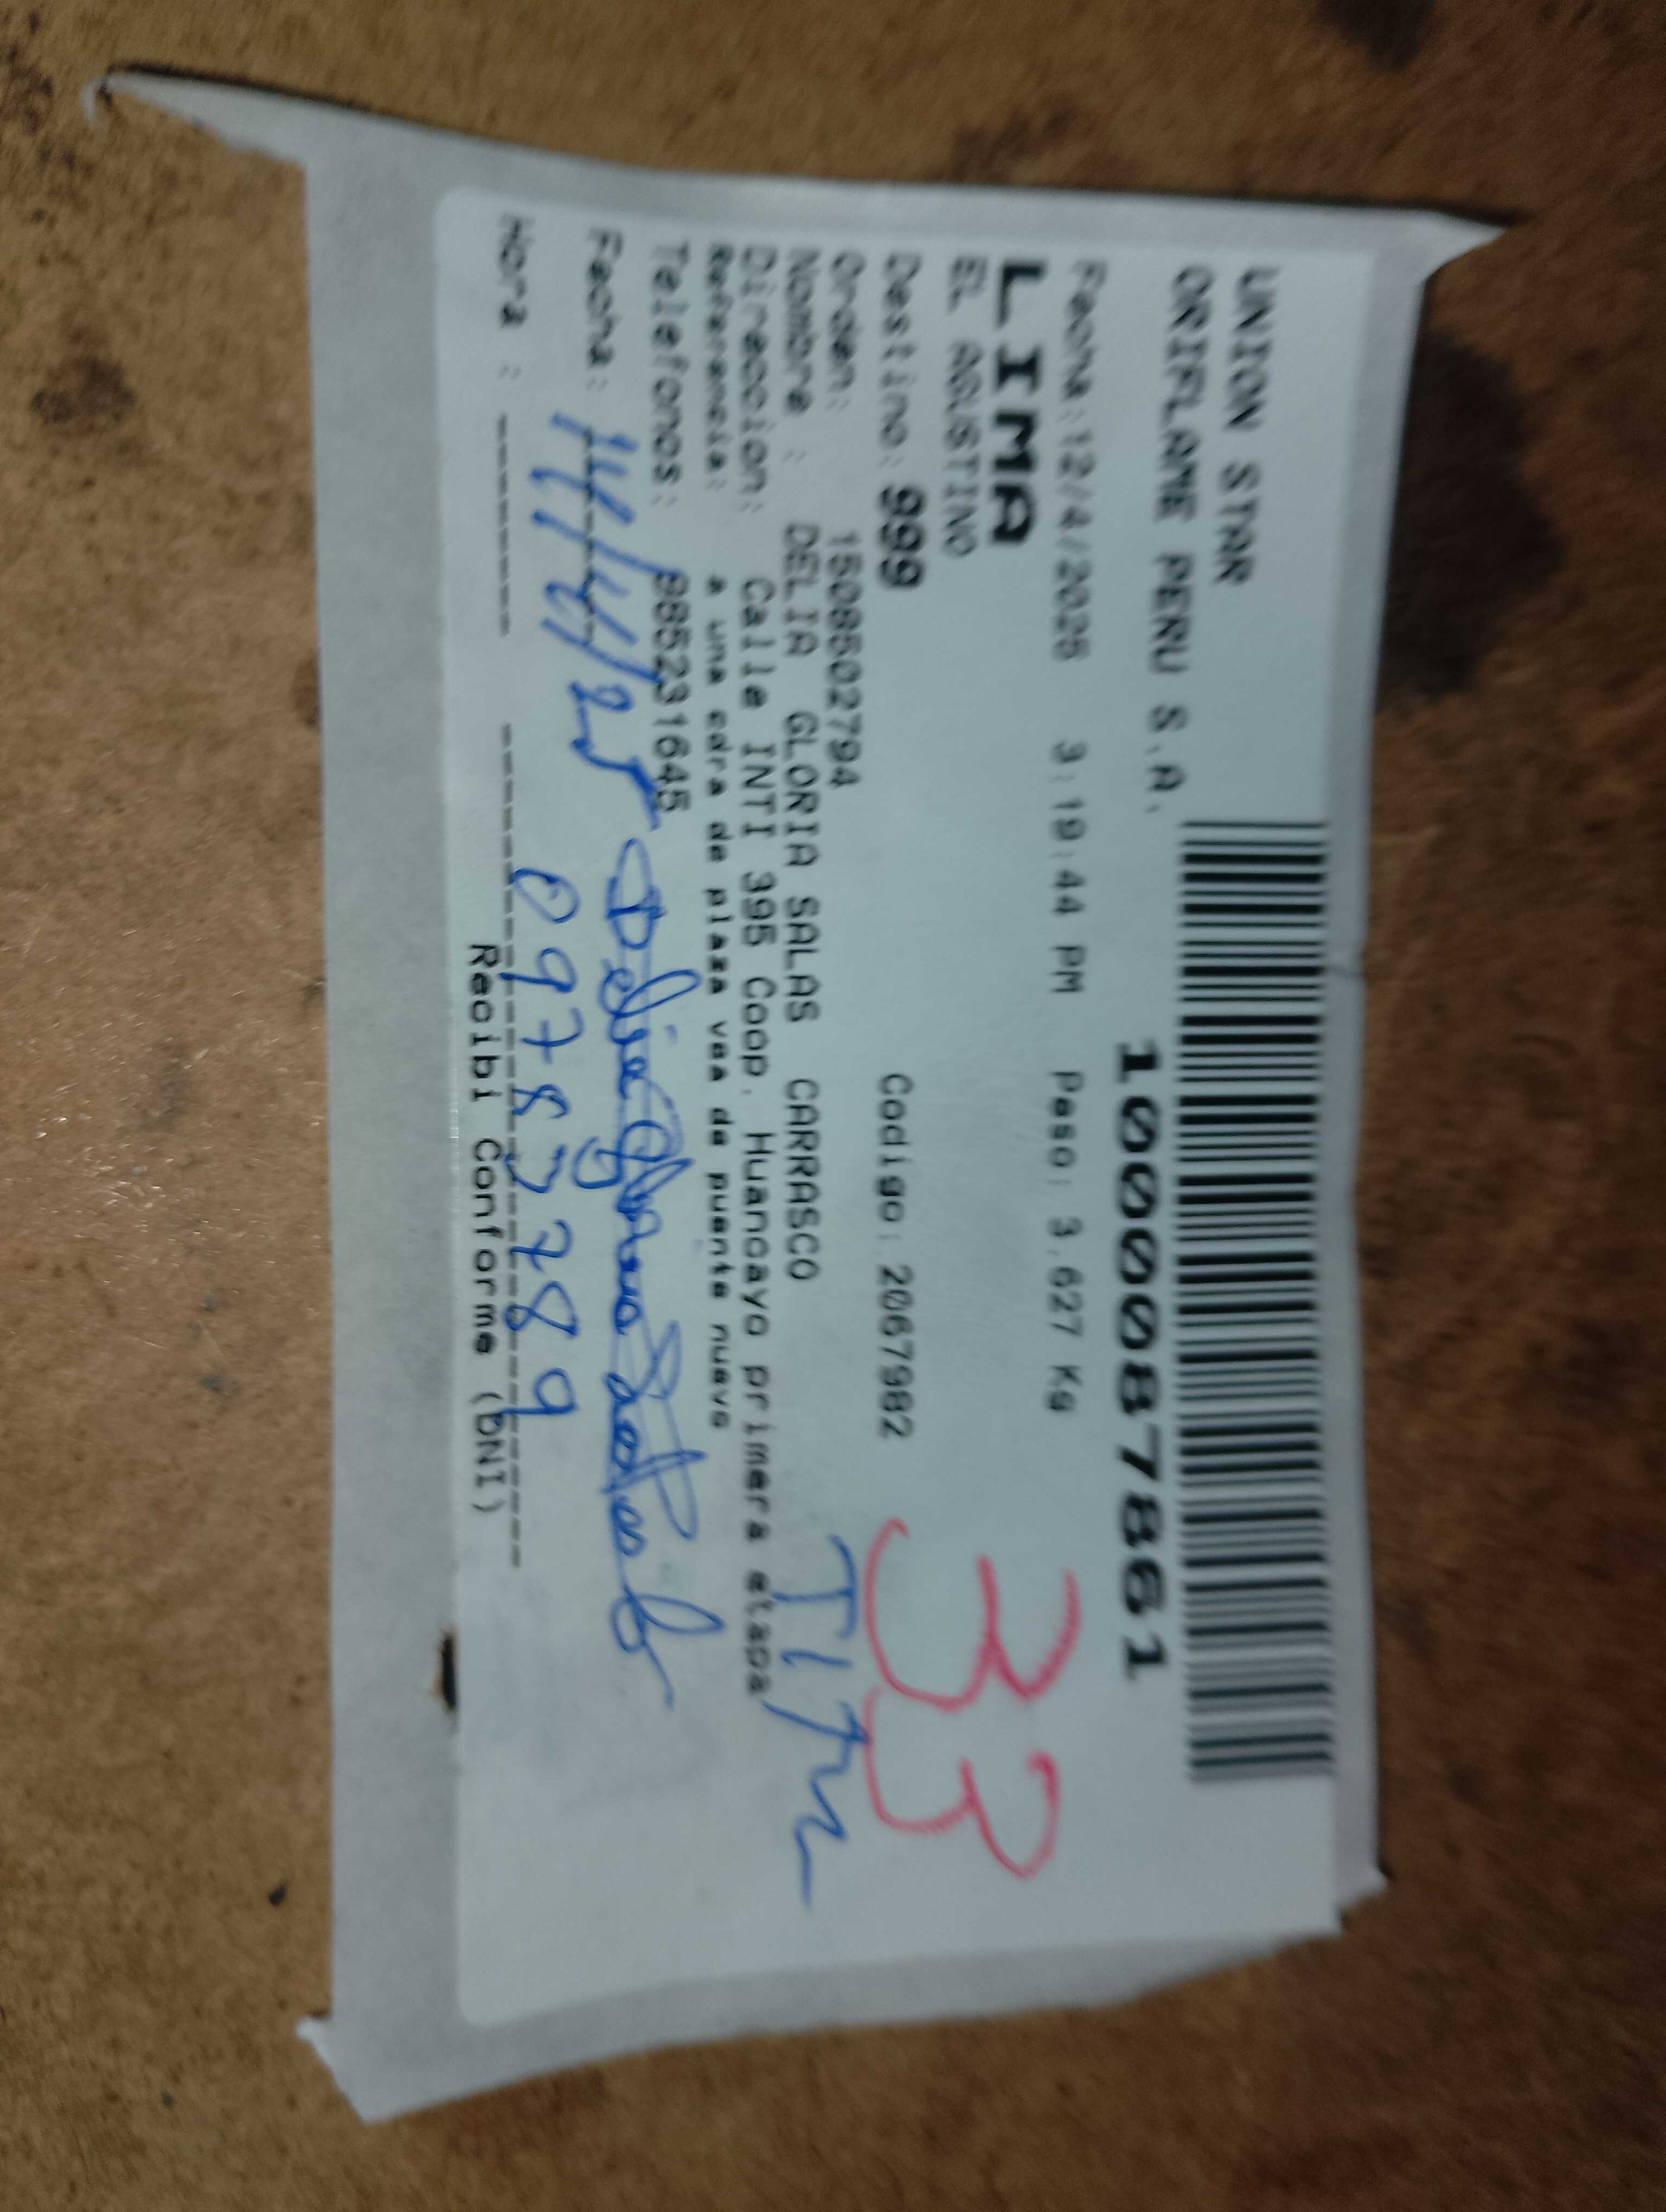 UNION STAR
ORIFLAME PERU S.A.
1000087861
Fecha:12/4/2025 3:19:44 PM Peso: 3.627 Kg
LIMA
EL AGUSTINO
33
Destino: 999 Codigo: 2067982
Orden: 1508502794
Nombre : DELIA GLORIA SALAS CARRASCO
Direccion: Calle INTI 395 Coop. Huancayo primera etapa
Referencia: a una cdra de plaza vea de puente nuevo
Telefonos: 985231645
Fecha:
Delia
Hora :
Recibi Conforme (DNI)